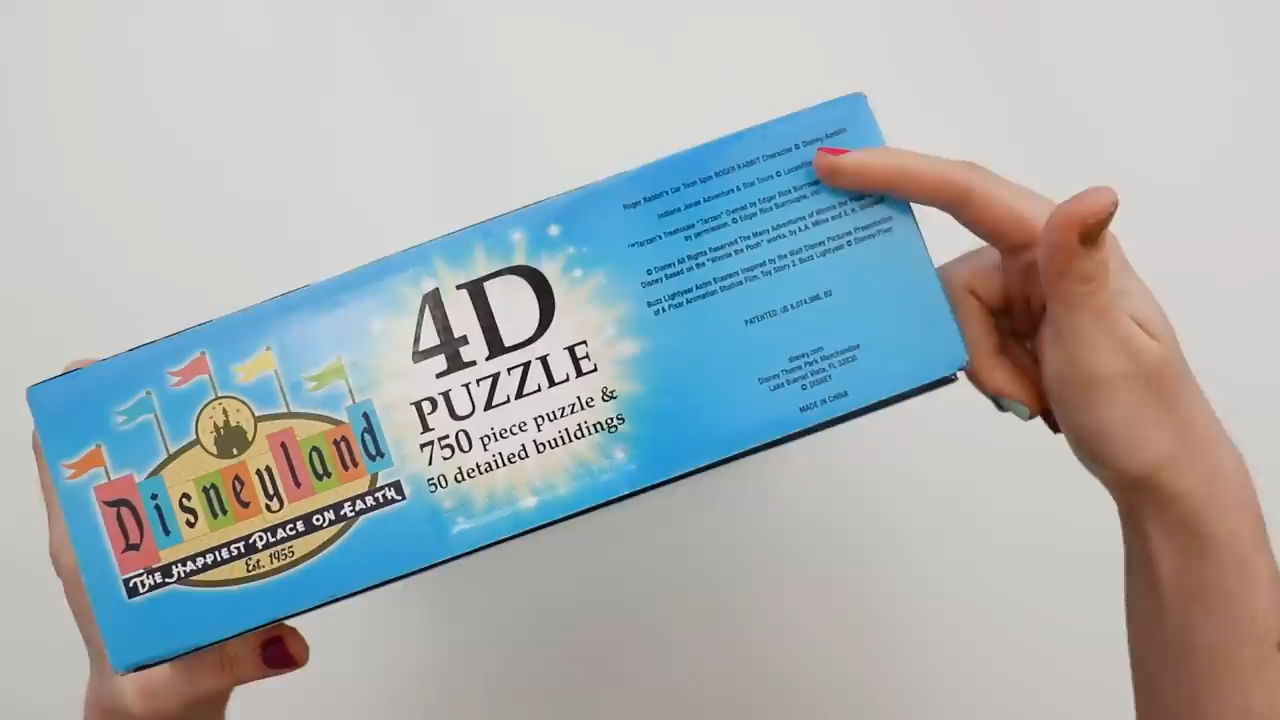 Disneyland
THE HAPPIEST PLACE ON EARTH
Est. 1955
4D
PUZZLE
750 piece puzzle &
50 detailed buildings
Roger Rabbit's Car Toon Spin ROGER RABBIT Character © Disney/Amblin
Indiana Jones Adventure & Star Tours © Lucasfilm
™Tarzan's Treehouse "Tarzan" Owned by Edgar Rice Burroughs
by permission. © Edgar Rice Burroughs, Inc.
© Disney All Rights Reserved The Many Adventures of Winnie the
Disney Based on the "Winnie the Pooh" works, by A.A. Milne and E. H.
Buzz Lightyear Astro Blasters Inspired by the Walt Disney Pictures Presentation
of A Pixar Animation Studios Film, Toy Story 2. Buzz Lightyear © Disney/Pixar
PATENTED: US 6,074,998, B2
disney.com
Disney Theme Park Merchandise
Lake Buena Vista, FL 32830
© DISNEY
MADE IN CHINA